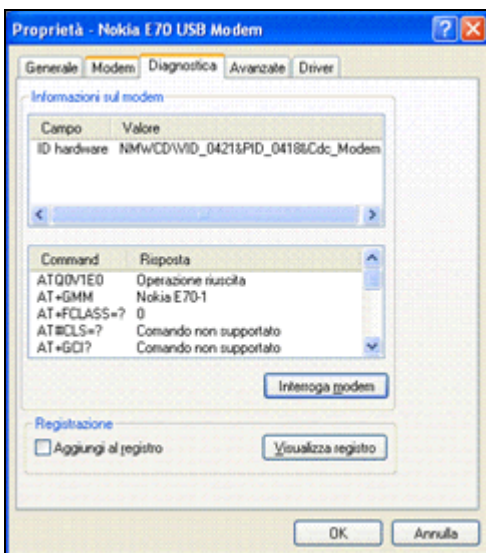 Proprietà - Nokia E70 USB Modem
Generale Modem Diagnostica Avanzate Driver
Informazioni sul modem
Campo Valore
ID hardware NMWCD\VID_0421&PID_0418&Cdc_Modem
Command Risposta
ATQ0V1E0 Operazione riuscita
AT+GMM Nokia E70-1
AT+FCLASS=? 0
AT#CLS=? Comando non supportato
AT+GCI? Comando non supportato
Interroga modem
Registrazione
Aggiungi al registro
Visualizza registro
OK Annulla